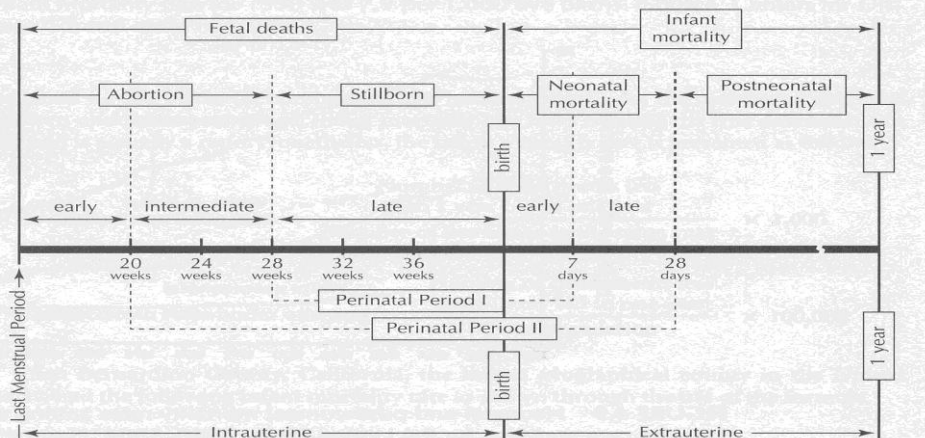 Fetal deaths
Infant
mortality
Abortion
Stillborn
Neonatal
mortality
Postneonatal
mortality
birth
1 year
early
intermediate
late
early
late
20
weeks
24
weeks
28
weeks
32
weeks
36
weeks
7
days
28
days
Last Menstrual Period
Perinatal Period I
Perinatal Period II
birth
1 year
Intrauterine
Extrauterine